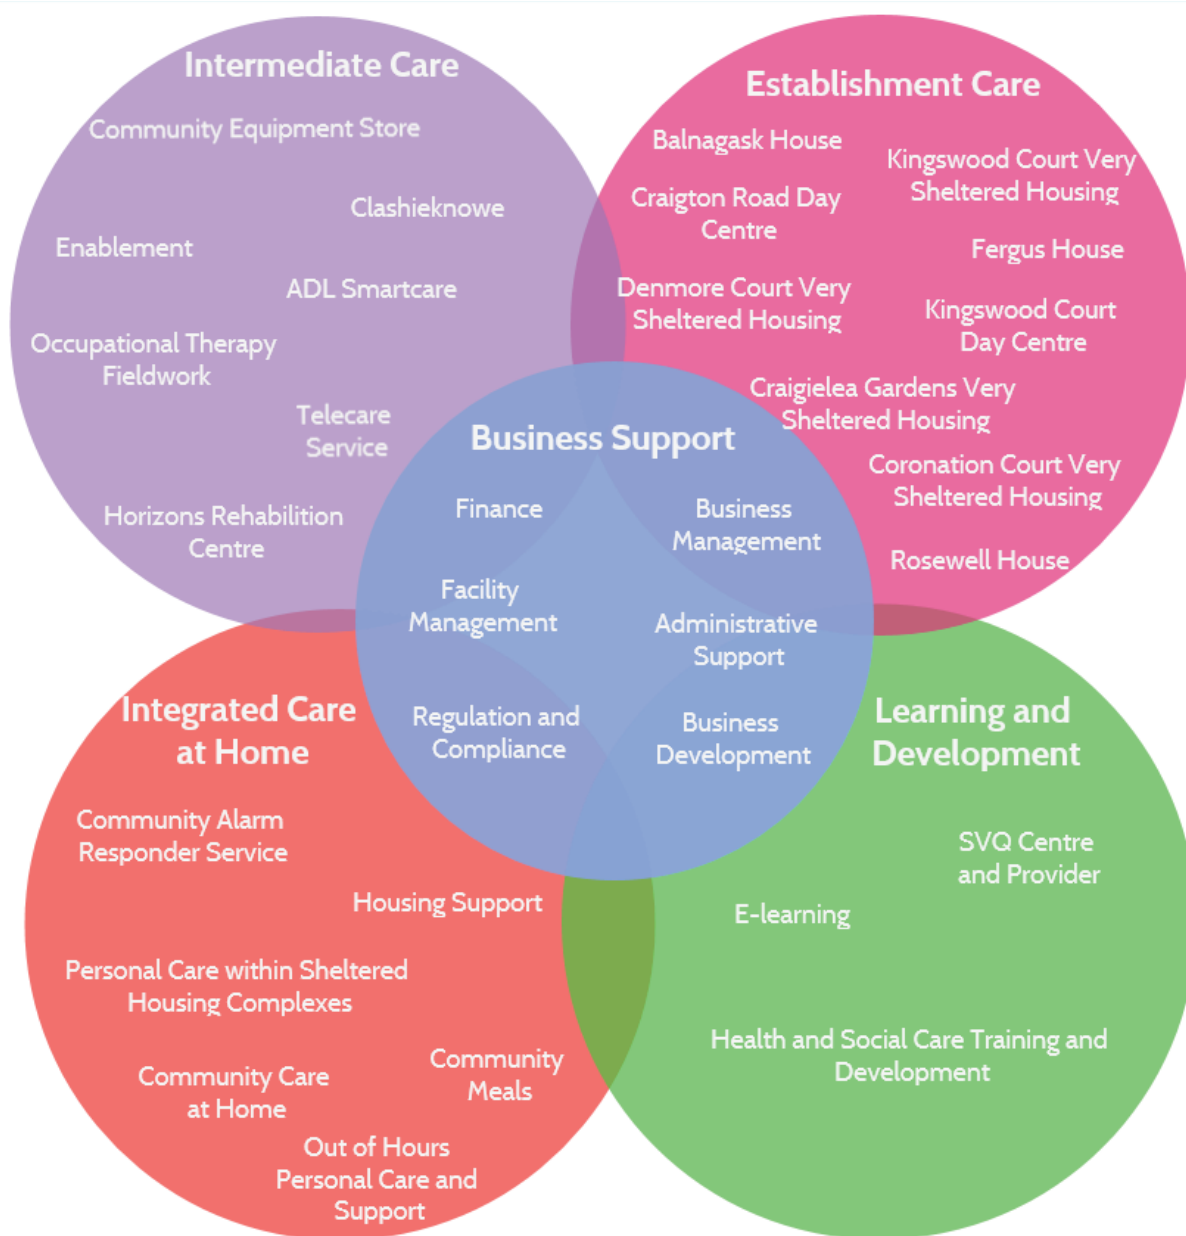 Intermediate Care
Community Equipment Store
Clashieknowe
Enablement
ADL Smartcare
Occupational Therapy
Fieldwork
Telecare
Service
Horizons Rehabilition
Centre
Establishment Care
Balnagask House
Kingswood Court Very
Sheltered Housing
Craigton Road Day
Centre
Fergus House
Denmore Court Very
Sheltered Housing
Kingswood Court
Day Centre
Craigielea Gardens Very
Sheltered Housing
Coronation Court Very
Sheltered Housing
Rosewell House
Business Support
Finance
Business
Management
Facility
Management
Administrative
Support
Regulation and
Compliance
Business
Development
Integrated Care
at Home
Community Alarm
Responder Service
Housing Support
Personal Care within Sheltered
Housing Complexes
Community
Meals
Community Care
at Home
Out of Hours
Personal Care and
Support
Learning and
Development
SVQ Centre
and Provider
E-learning
Health and Social Care Training and
Development